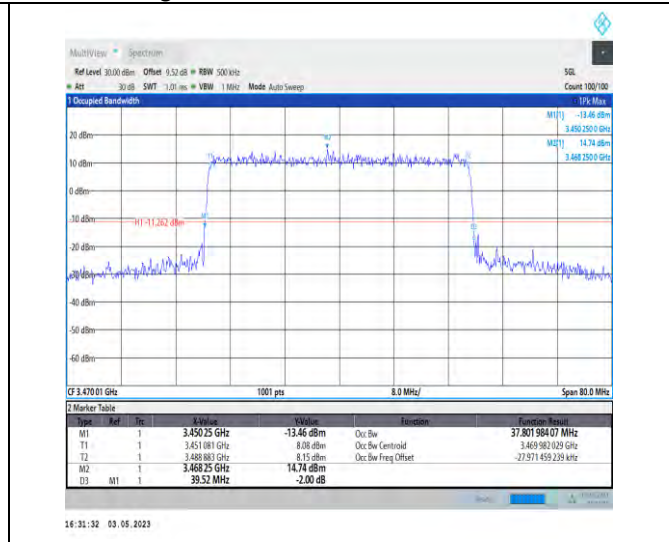 MultiView Spectrum
Ref Level 30.00 dBm Offset 9.52 dB RBW 500 kHz SGL
Att 30 dB SWT 1.01 ms VBW 1 MHz Mode Auto Sweep Count 100/100
1 Occupied Bandwidth 1Pk Max
M1[1] -13.46 dBm
3.450 250 0 GHz
20 dBm
M2[1] 14.74 dBm
3.468 250 0 GHz
10 dBm
0 dBm
-10 dBm
H1 -11.262 dBm
-20 dBm
-30 dBm
-40 dBm
-50 dBm
-60 dBm
CF 3.470 01 GHz 1001 pts 8.0 MHz/ Span 80.0 MHz
2 Marker Table
Type Ref Trc X-Value Y-Value Function Function Result
M1 1 3.450 25 GHz -13.46 dBm Occ Bw 37.801 984 07 MHz
T1 1 3.451 081 GHz 8.08 dBm Occ Bw Centroid 3.469 982 029 GHz
T2 1 3.488 883 GHz 8.15 dBm Occ Bw Freq Offset -27.971 459 239 kHz
M2 1 3.468 25 GHz 14.74 dBm
D3 M1 1 39.52 MHz -2.00 dB
16:31:32 03.05.2023